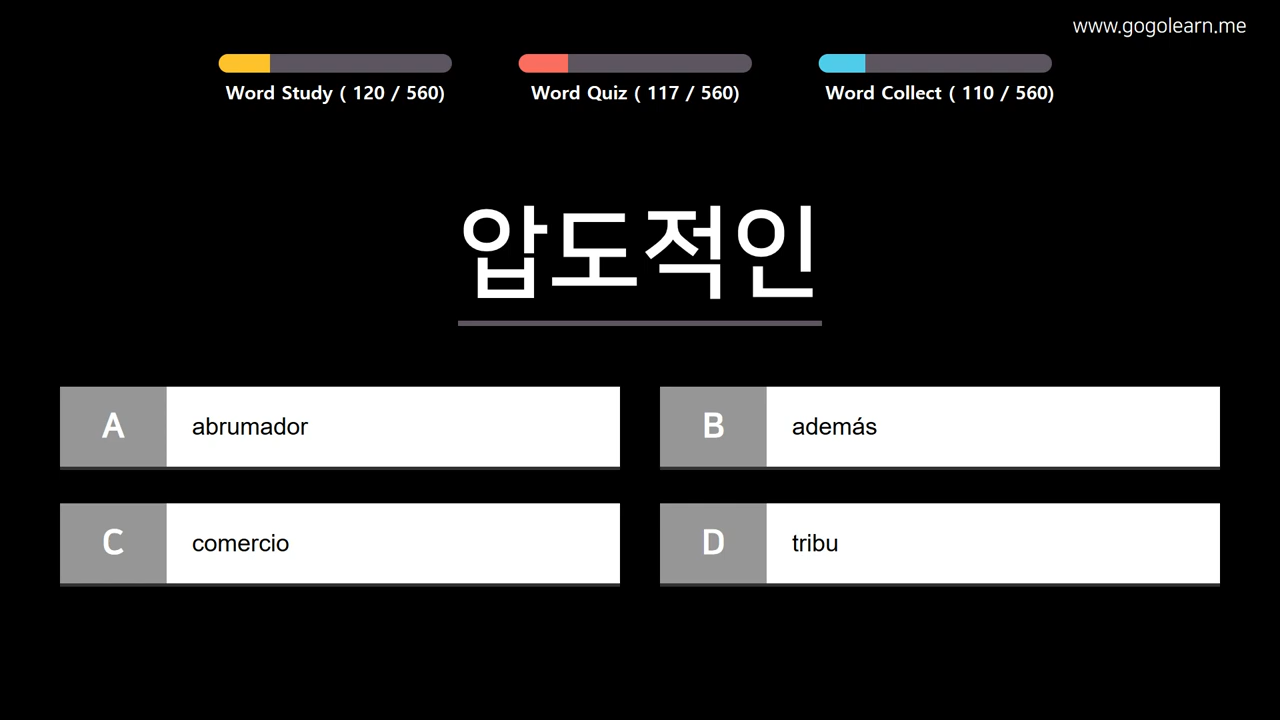 www.gogolearn.me
Word Study ( 120 / 560)
Word Quiz ( 117 / 560)
Word Collect ( 110 / 560)
압도적인
A abrumador
B además
C comercio
D tribu